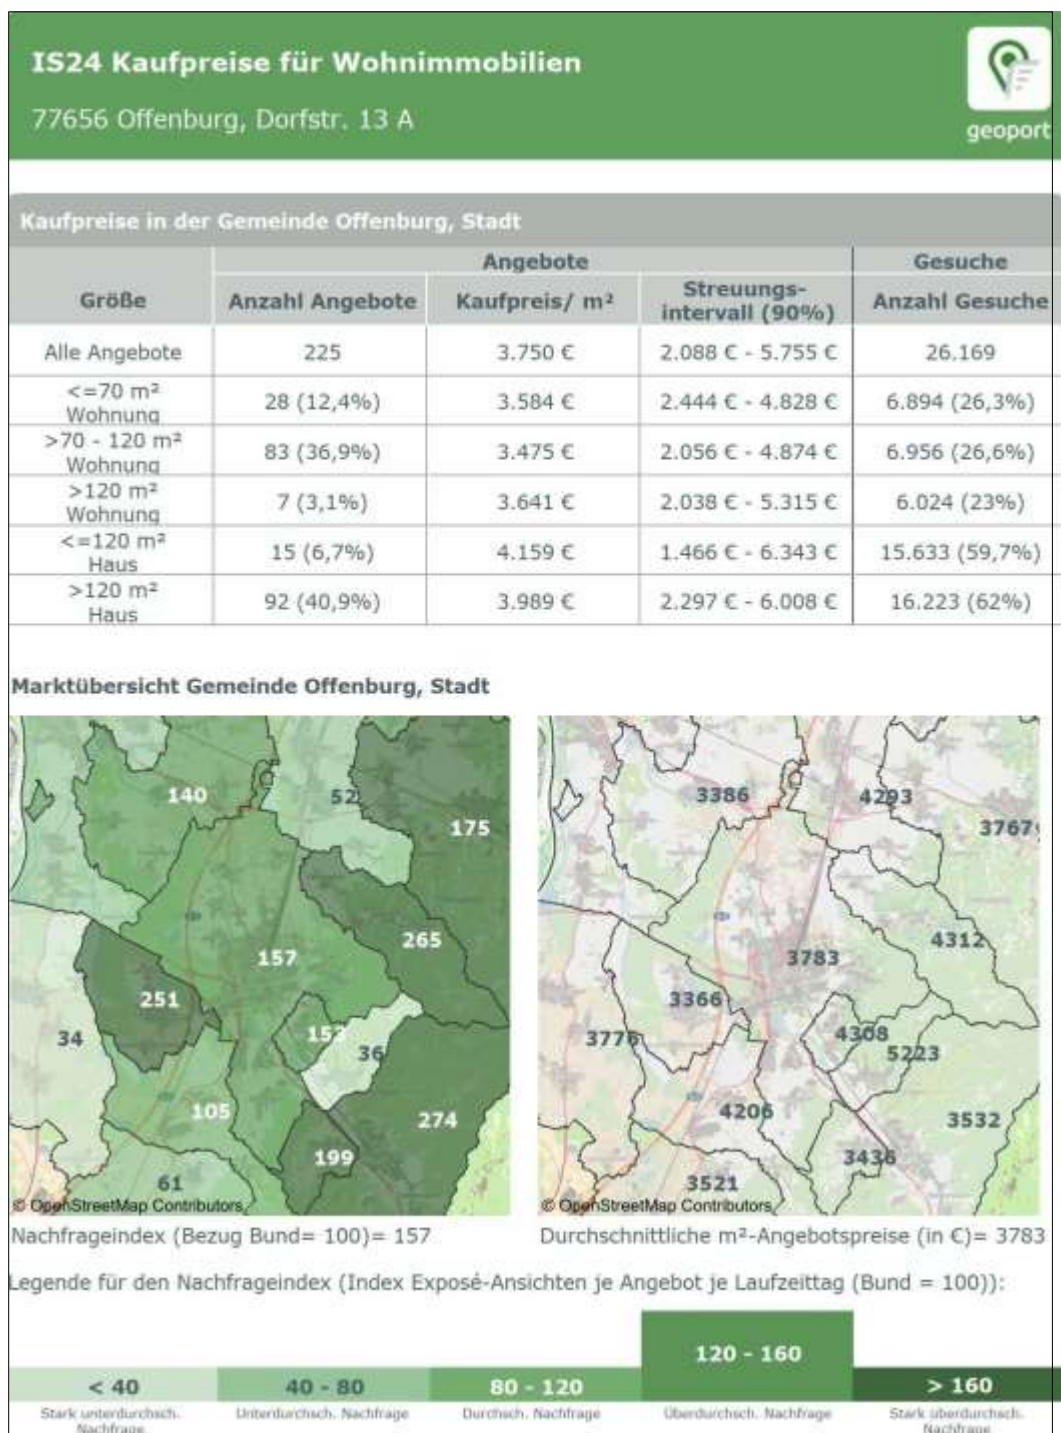 IS24 Kaufpreise für Wohnimmobilien
77656 Offenburg, Dorfstr. 13 A
geoport
Kaufpreise in der Gemeinde Offenburg, Stadt
Angebote Gesuche
Größe Anzahl Angebote Kaufpreis/ m² Streuungs-
intervall (90%) Anzahl Gesuche
Alle Angebote 225 3.750 € 2.088 € - 5.755 € 26.169
<=70 m²
Wohnung 28 (12,4%) 3.584 € 2.444 € - 4.828 € 6.894 (26,3%)
>70 - 120 m²
Wohnung 83 (36,9%) 3.475 € 2.056 € - 4.874 € 6.956 (26,6%)
>120 m²
Wohnung 7 (3,1%) 3.641 € 2.038 € - 5.315 € 6.024 (23%)
<=120 m²
Haus 15 (6,7%) 4.159 € 1.466 € - 6.343 € 15.633 (59,7%)
>120 m²
Haus 92 (40,9%) 3.989 € 2.297 € - 6.008 € 16.223 (62%)
Marktübersicht Gemeinde Offenburg, Stadt
140 52
175
265
157
251
34 153 36
105 274
199
61
© OpenStreetMap Contributors
3386 4293
3767
4312
3783
3366
3776 4308
5223
4206 3532
3436
3521
© OpenStreetMap Contributors
Nachfrageindex (Bezug Bund= 100)= 157
Durchschnittliche m²-Angebotspreise (in €)= 3783
Legende für den Nachfrageindex (Index Exposé-Ansichten je Angebot je Laufzeittag (Bund = 100)):
120 - 160
< 40 40 - 80 80 - 120 > 160
Stark unterdurchsch.
Nachfrage Unterdurchsch. Nachfrage Durchsch. Nachfrage Überdurchsch. Nachfrage Stark überdurchsch.
Nachfrage